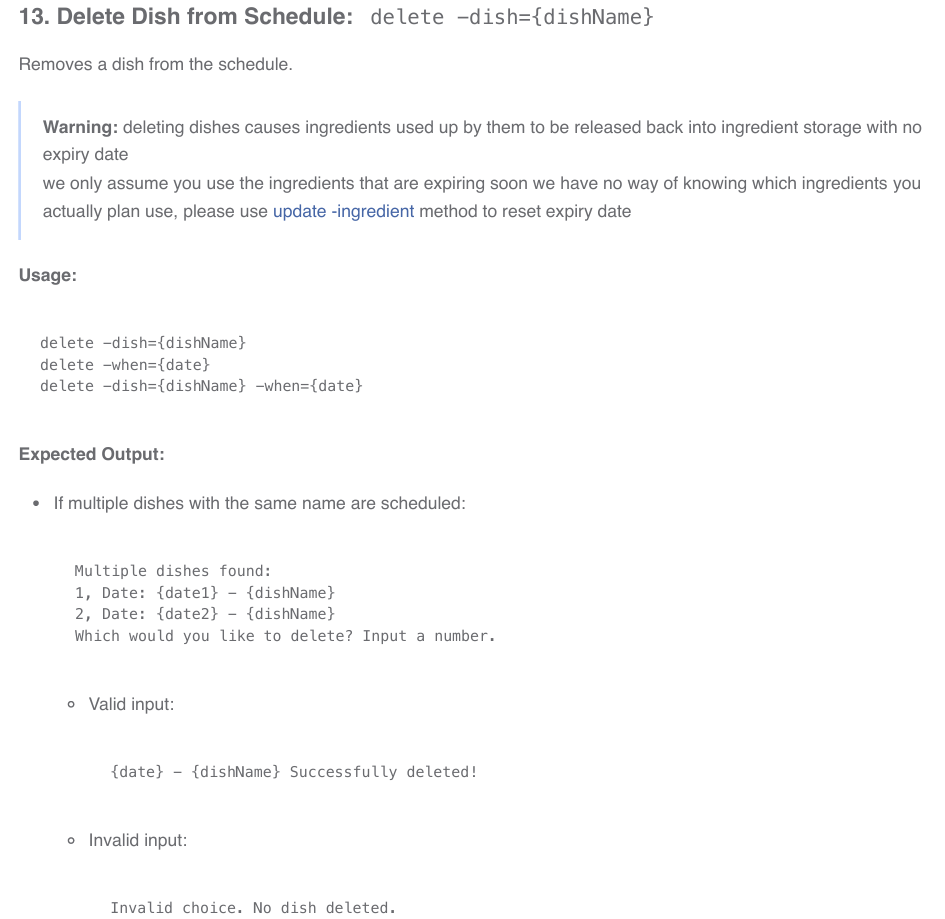 13. Delete Dish from Schedule: delete -dish={dishName}
Removes a dish from the schedule.
Warning: deleting dishes causes ingredients used up by them to be released back into ingredient storage with no
expiry date
we only assume you use the ingredients that are expiring soon we have no way of knowing which ingredients you
actually plan use, please use update -ingredient method to reset expiry date
Usage:
delete -dish={dishName}
delete -when={date}
delete -dish={dishName} -when={date}
Expected Output:
• If multiple dishes with the same name are scheduled:
Multiple dishes found:
1, Date: {date1} - {dishName}
2, Date: {date2} - {dishName}
Which would you like to delete? Input a number.
◦ Valid input:
{date} - {dishName} Successfully deleted!
◦ Invalid input:
Invalid choice. No dish deleted.